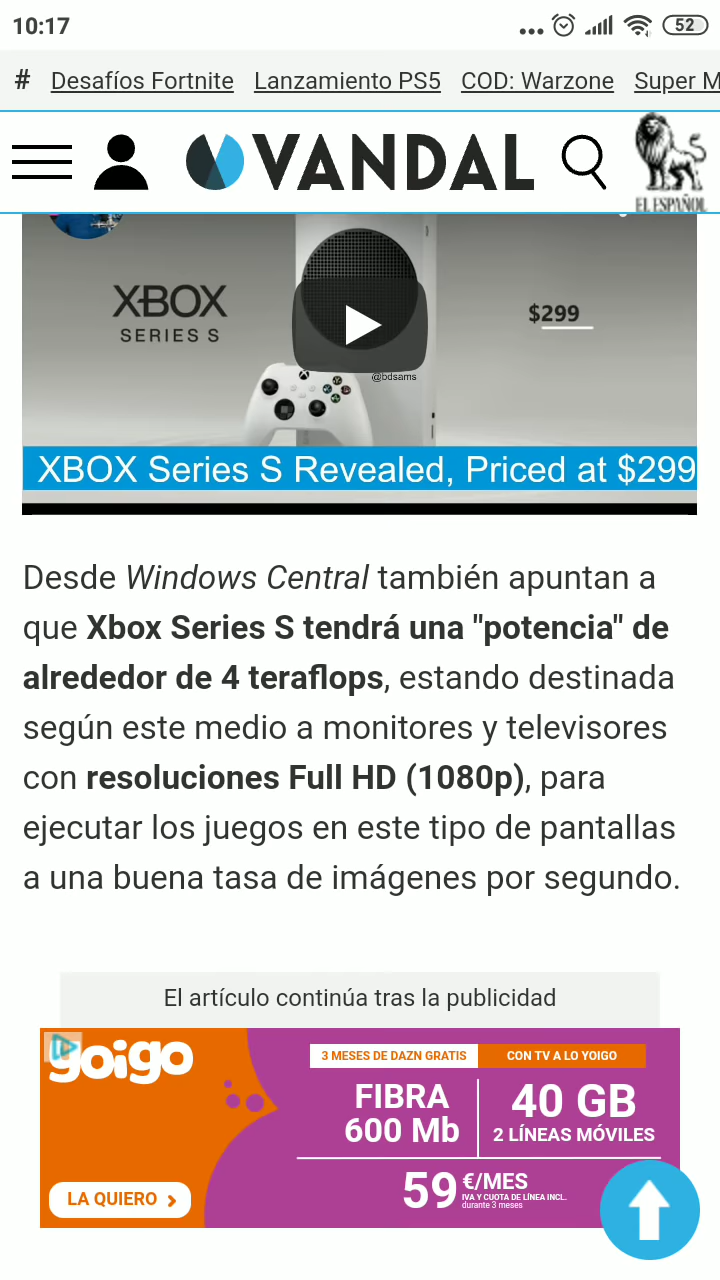 10:17
52
# Desafíos Fortnite Lanzamiento PS5 COD: Warzone Super M
VANDAL
EL ESPAÑOL
XBOX
SERIES S
$299
@bdsams
XBOX Series S Revealed, Priced at $299
Desde Windows Central también apuntan a
que Xbox Series S tendrá una "potencia" de
alrededor de 4 teraflops, estando destinada
según este medio a monitores y televisores
con resoluciones Full HD (1080p), para
ejecutar los juegos en este tipo de pantallas
a una buena tasa de imágenes por segundo.
El artículo continúa tras la publicidad
yoigo
3 MESES DE DAZN GRATIS CON TV A LO YOIGO
FIBRA
600 Mb
40 GB
2 LÍNEAS MÓVILES
59 €/MES
IVA Y CUOTA DE LÍNEA INCL.
durante 3 meses
LA QUIERO